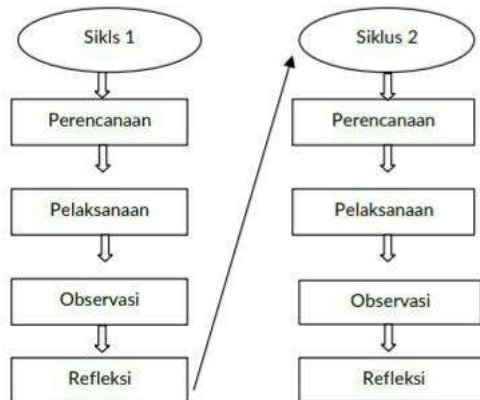 Sikls 1
Perencanaan
Pelaksanaan
Observasi
Refleksi
Siklus 2
Perencanaan
Pelaksanaan
Observasi
Refleksi